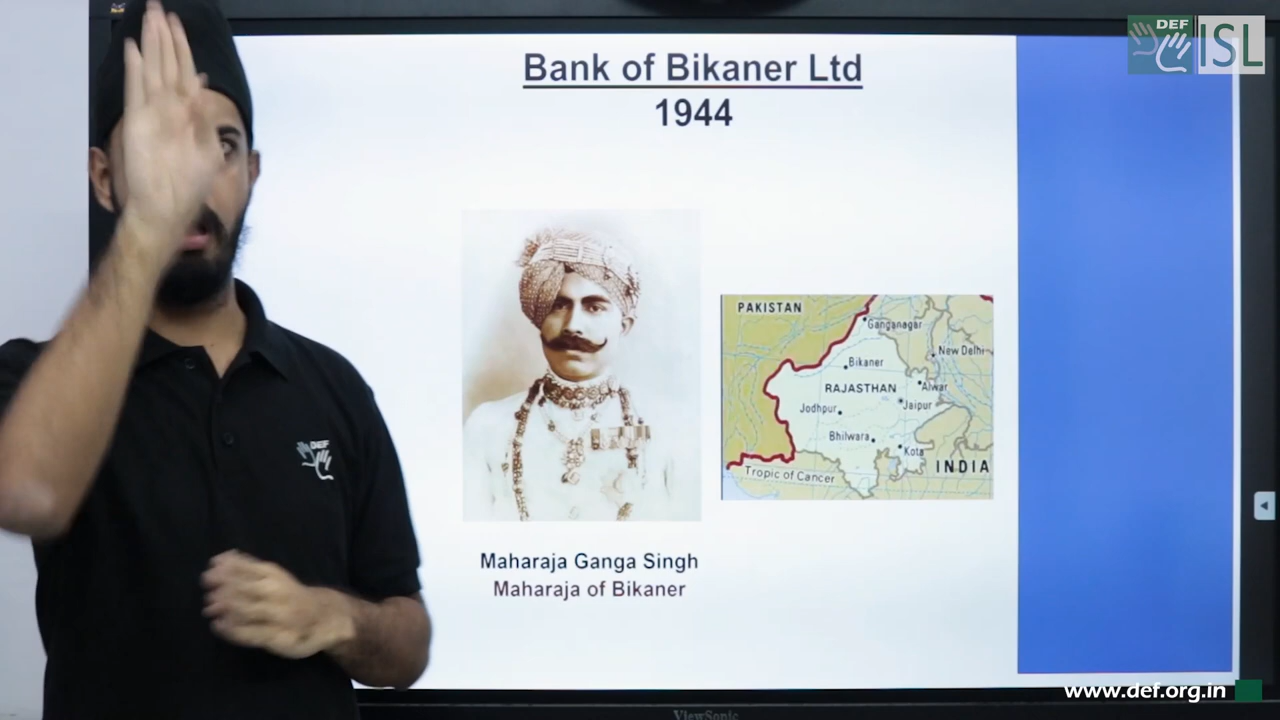 DEF
ISL
Bank of Bikaner Ltd
1944
PAKISTAN
Ganganagar
New Delhi
Bikaner
RAJASTHAN
Alwar
Jaipur
Jodhpur
Bhilwara
Kota
INDIA
Tropic of Cancer
DEF
Maharaja Ganga Singh
Maharaja of Bikaner
www.def.org.in
ViewSonic